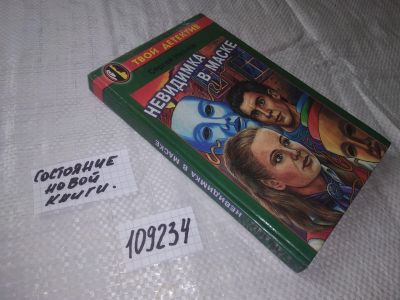 ТВОЙ ДЕТЕКТИВ
НЕВИДИМКА
В МАСКЕ
НЕВИДИМКА В МАСКЕ
СОСТОЯНИЕ
НОВОЙ
КНИГИ.
109234